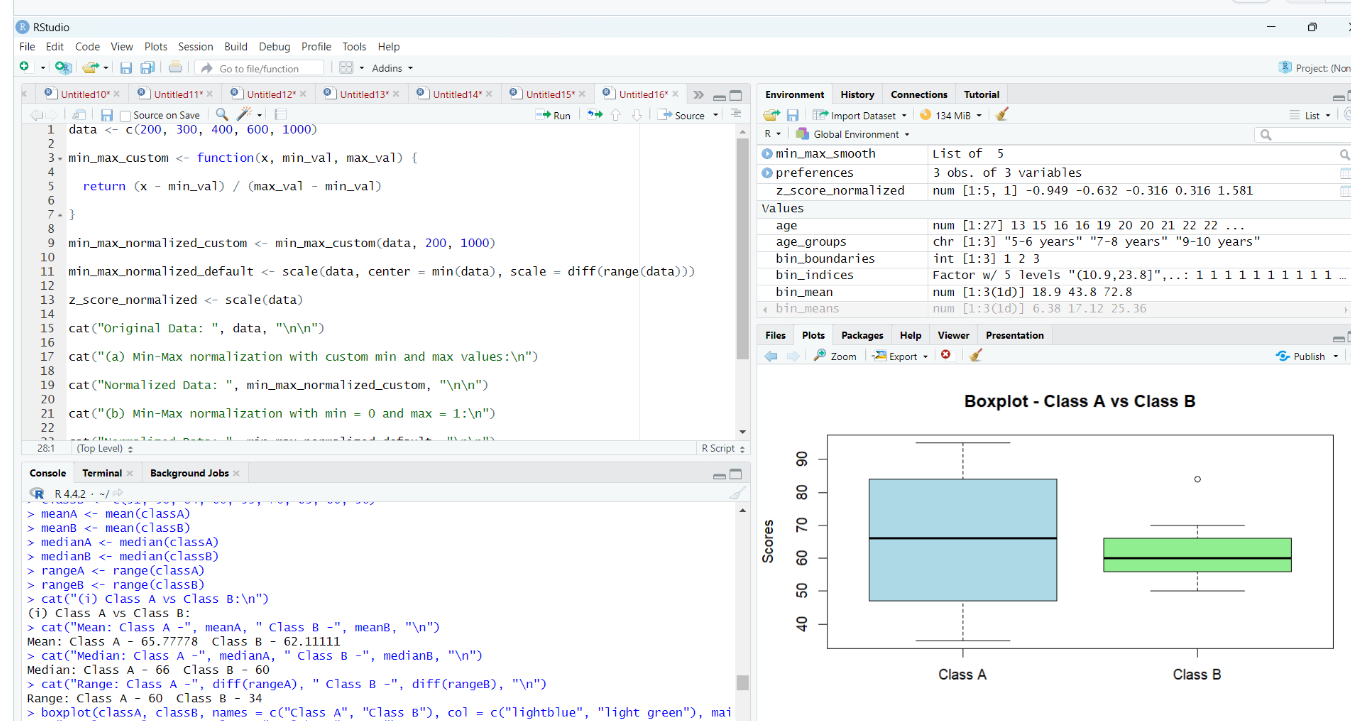 RStudio
File Edit Code View Plots Session Build Debug Profile Tools Help
Go to file/function Addins Project: (Non
Untitled10* Untitled11* Untitled12* Untitled13* Untitled14* Untitled15* Untitled16*
Source on Save Run Source
1 data <- c(200, 300, 400, 600, 1000)
2
3 min_max_custom <- function(x, min_val, max_val) {
4
5 return (x - min_val) / (max_val - min_val)
6
7 }
8
9 min_max_normalized_custom <- min_max_custom(data, 200, 1000)
10
11 min_max_normalized_default <- scale(data, center = min(data), scale = diff(range(data)))
12
13 z_score_normalized <- scale(data)
14
15 cat("Original Data: ", data, "\n\n")
16
17 cat("(a) Min-Max normalization with custom min and max values:\n")
18
19 cat("Normalized Data: ", min_max_normalized_custom, "\n\n")
20
21 cat("(b) Min-Max normalization with min = 0 and max = 1:\n")
22
28:1 (Top Level) R Script
Console Terminal Background Jobs
R 4.4.2 · ~/
> meanA <- mean(classA)
> meanB <- mean(classB)
> medianA <- median(classA)
> medianB <- median(classB)
> rangeA <- range(classA)
> rangeB <- range(classB)
> cat("(i) Class A vs Class B:\n")
(i) Class A vs Class B:
> cat("Mean: Class A -", meanA, " Class B -", meanB, "\n")
Mean: Class A - 65.77778 Class B - 62.11111
> cat("Median: Class A -", medianA, " Class B -", medianB, "\n")
Median: Class A - 66 Class B - 60
> cat("Range: Class A -", diff(rangeA), " Class B -", diff(rangeB), "\n")
Range: Class A - 60 Class B - 34
> boxplot(classA, classB, names = c("Class A", "Class B"), col = c("lightblue", "light green"), mai
Environment History Connections Tutorial
Import Dataset 134 MiB List
R Global Environment
min_max_smooth List of 5
preferences 3 obs. of 3 variables
z_score_normalized num [1:5, 1] -0.949 -0.632 -0.316 0.316 1.581
Values
age num [1:27] 13 15 16 16 19 20 20 21 22 22 ...
age_groups chr [1:3] "5-6 years" "7-8 years" "9-10 years"
bin_boundaries int [1:3] 1 2 3
bin_indices Factor w/ 5 levels "(10.9,23.8]",..: 1 1 1 1 1 1 1 1 1 1 ...
bin_mean num [1:3(1d)] 18.9 43.8 72.8
bin_means num [1:3(1d)] 6.38 17.12 25.36
Files Plots Packages Help Viewer Presentation
Zoom Export Publish
Boxplot - Class A vs Class B
Scores
90
80
70
60
50
40
Class A Class B